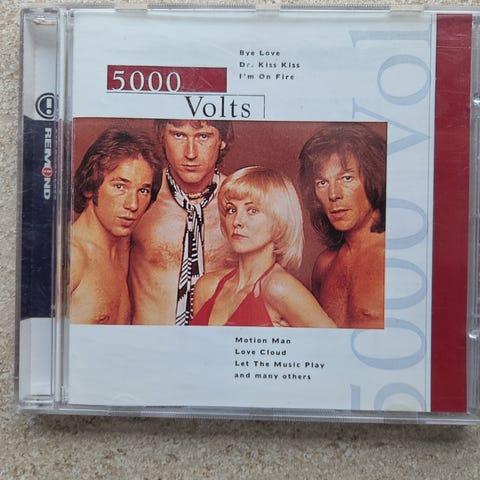 Bye Love
Dr. Kiss Kiss
I'm On Fire
5000
Volts
REMIND
Motion Man
Love Cloud
Let The Music Play
and many others
5000 Vol